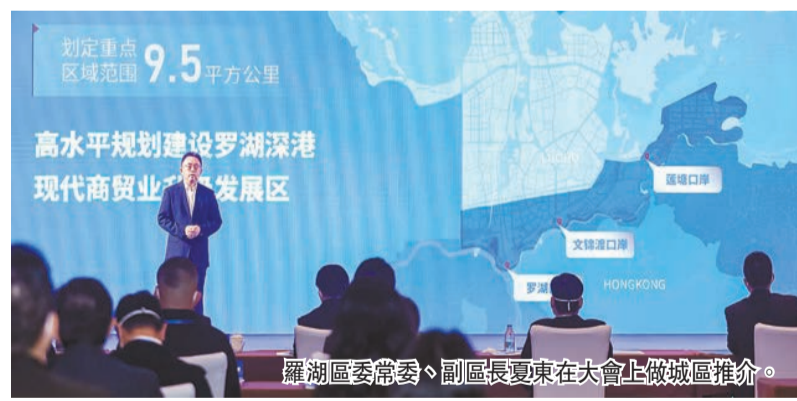 划定重点
区域范围 9.5 平方公里
高水平规划建设罗湖深港
现代商贸业 发展区
莲塘口岸
文锦渡口岸
罗湖
HONGKONG
羅湖區委常委、副區長夏東在大會上做城區推介。